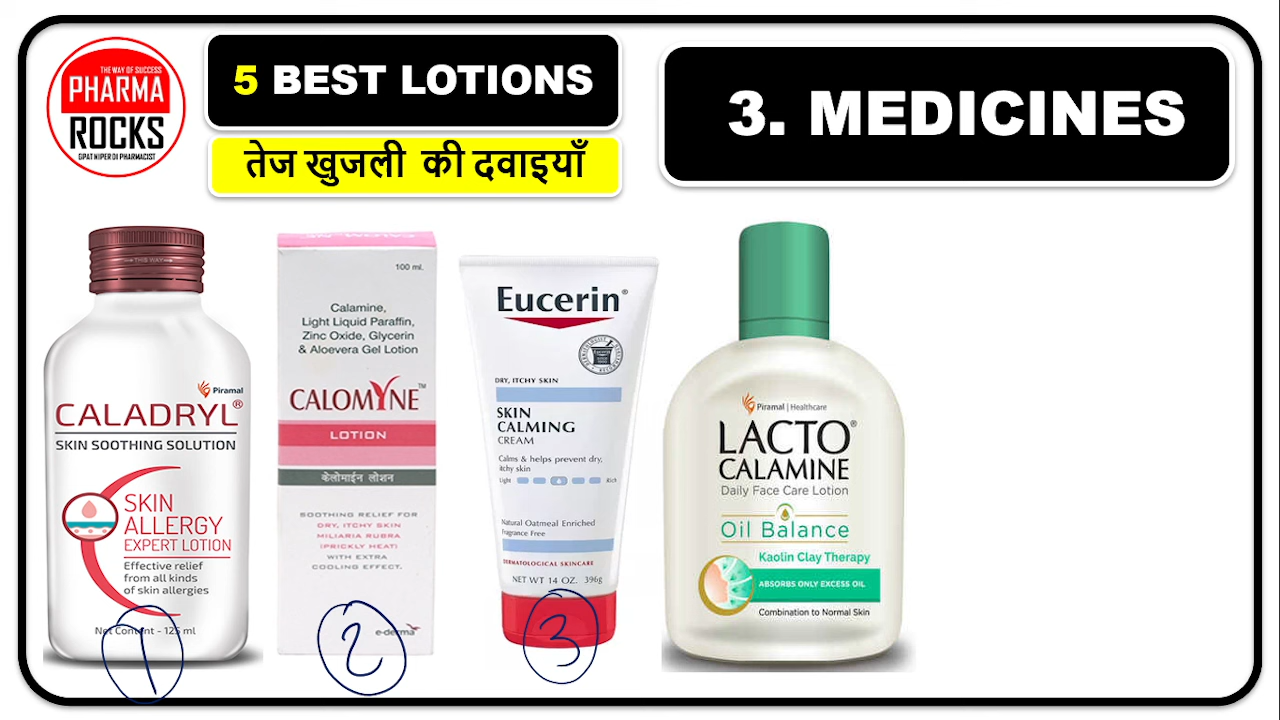 THE WAY OF SUCCESS
PHARMA
ROCKS
GPAT NIPER DI PHARMACIST
5 BEST LOTIONS
तेज खुजली की दवाइयाँ
3. MEDICINES
THIS WAY
Piramal
CALADRYL®
SKIN SOOTHING SOLUTION
SKIN
ALLERGY
EXPERT LOTION
Effective relief
from all kinds
of skin allergies
Net Content - 125 ml
1
100 ml.
Calamine,
Light Liquid Paraffin,
Zinc Oxide, Glycerin
& Aloevera Gel Lotion
CALOMYNE™
LOTION
केलोमाईन लोशन
SOOTHING RELIEF FOR
DRY, ITCHY SKIN
MILIARIA RUBRA
(PRICKLY HEAT)
WITH EXTRA
COOLING EFFECT.
e-derma
2
Eucerin®
DRY, ITCHY SKIN
SKIN
CALMING
CREAM
Calms & helps prevent dry,
itchy skin
Light Rich
Natural Oatmeal Enriched
Fragrance Free
DERMATOLOGICAL SKINCARE
NET WT 14 OZ. 396g
3
Piramal | Healthcare
LACTO®
CALAMINE
Daily Face Care Lotion
Oil Balance
Kaolin Clay Therapy
ABSORBS ONLY EXCESS OIL
Combination to Normal Skin